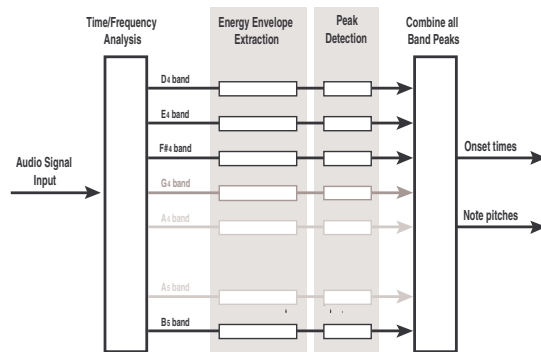 Time/Frequency
Analysis
Energy Envelope
Extraction
Peak
Detection
Combine all
Band Peaks
D4 band
E4 band
F#4 band
G4 band
A4 band
A5 band
B5 band
Audio Signal
Input
Onset times
Note pitches